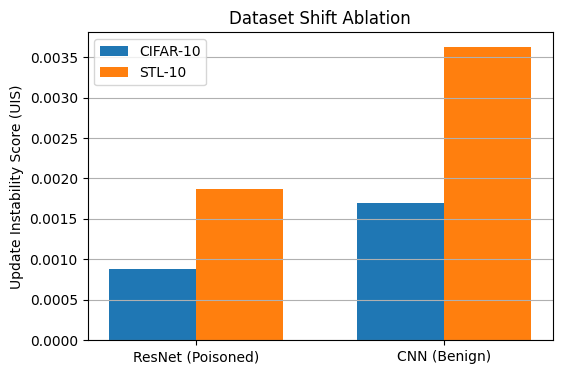 Dataset Shift Ablation
Update Instability Score (UIS)
0.0035
0.0030
0.0025
0.0020
0.0015
0.0010
0.0005
0.0000
CIFAR-10
STL-10
ResNet (Poisoned)
CNN (Benign)